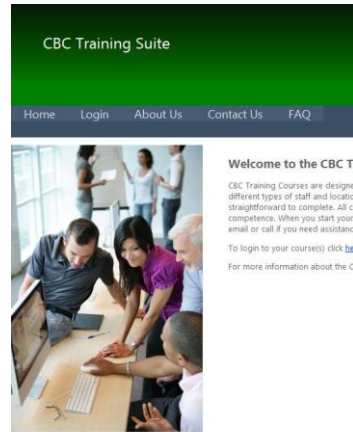 CBC Training Suite
Home Login About Us Contact Us FAQ
Welcome to the CBC T
CBC Training Courses are designe
different types of staff and locatio
straightforward to complete. All c
competence. When you start your
email or call if you need assistanc
To login to your course(s) click he
For more information about the C